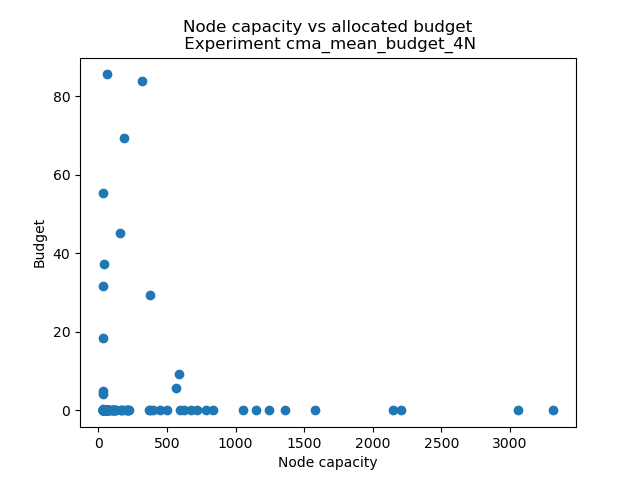 Node capacity vs allocated budget
Experiment cma_mean_budget_4N
Budget
80
60
40
20
0
0 500 1000 1500 2000 2500 3000
Node capacity